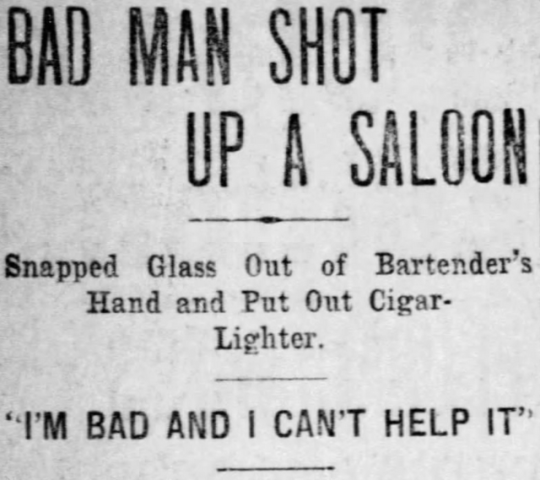 BAD MAN SHOT
UP A SALOON
Snapped Glass Out of Bartender's
Hand and Put Out Cigar-
Lighter.
"I'M BAD AND I CAN'T HELP IT"